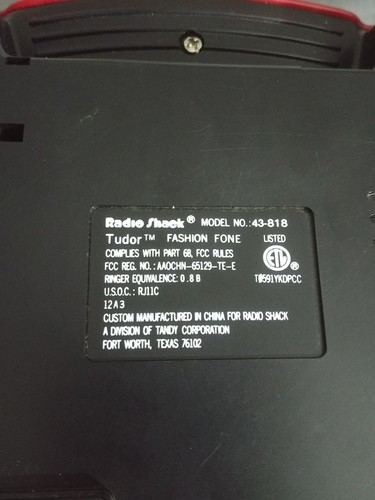 Radio Shack ® MODEL NO.:43-818
Tudor™ FASHION FONE LISTED
COMPLIES WITH PART 68, FCC RULES
FCC REG. NO.: AAOCHN-65129-TE-E
ETL ®
RINGER EQUIVALENCE: 0.8B T0591YKDPCC
U.S.O.C.: RJ11C
12A3
CUSTOM MANUFACTURED IN CHINA FOR RADIO SHACK
A DIVISION OF TANDY CORPORATION
FORT WORTH, TEXAS 76102